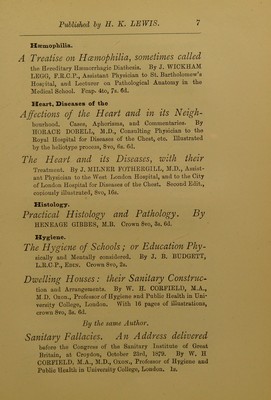 Published by H. K. LEWIS. 7
Hæmophilia.
A Treatise on Hæmophilia, sometimes called
the Hereditary Hæmorrhagic Diathesis. By J. WICKHAM
LEGG, F.R.C.P., Assistant Physician to St. Bartholomew's
Hospital, and Lecturer on Pathological Anatomy in the
Medical School. Fcap. 4to, 7s. 6d.
Heart, Diseases of the
Affections of the Heart and in its Neigh-
bourhood. Cases, Aphorisms, and Commentaries. By
HORACE DOBELL, M.D., Consulting Physician to the
Royal Hospital for Diseases of the Chest, etc. Illustrated
by the heliotype process, 8vo, 6s. 6d.
The Heart and its Diseases, with their
Treatment. By J. MILNER FOTHERGILL, M.D., Assist-
ant Physician to the West London Hospital, and to the City
of London Hospital for Diseases of the Chest. Second Edit.,
copiously illustrated, 8vo, 16s.
Histology.
Practical Histology and Pathology. By
HENEAGE GIBBES, M.B. Crown 8vo, 3s, 6d.
Hygiene.
The Hygiene of Schools; or Education Phy-
sically and Mentally considered. By J. B. BUDGETT,
L.R.C.P., Edin. Crown 8vo, 2s.
Dwelling Houses: their Sanitary Construc-
tion and Arrangements. By W. H. CORFIELD, M.A.,
M.D. Oxon., Professor of Hygiene and Public Health in Uni-
versity College, London. With 16 pages of illustrations,
crown 8vo, 3s. 6d.
By the same Author.
Sanitary Fallacies. An Address delivered
before the Congress of the Sanitary Institute of Great
Britain, at Croydon, October 23rd, 1879. By W. H
CORFIELD, M.A., M.D., Oxon., Professor of Hygiene and
Public Health in University College, London. 1s.